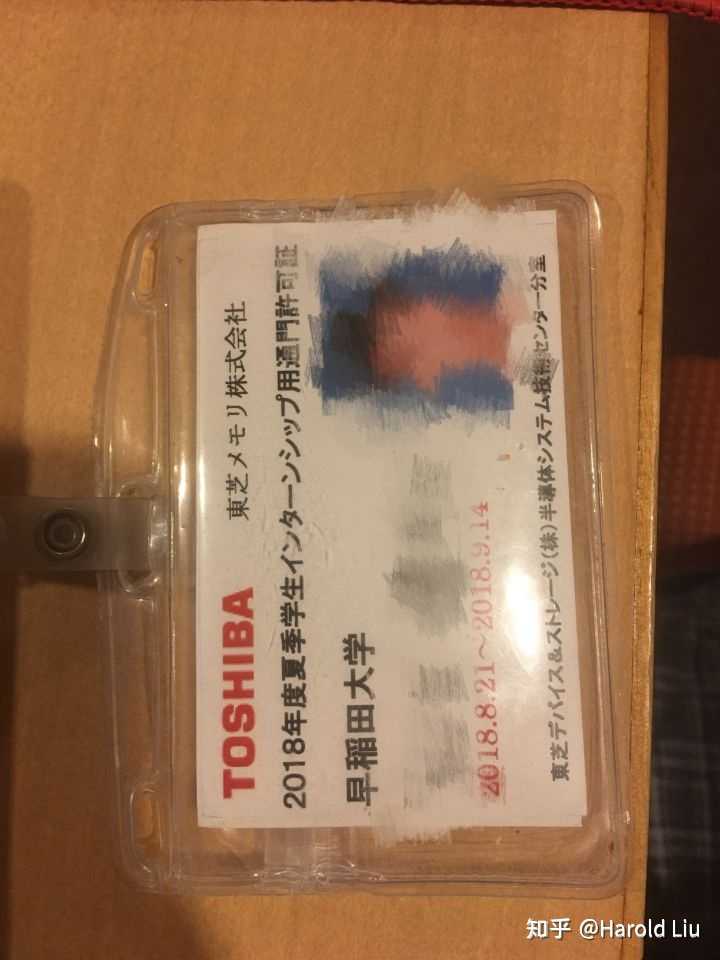 TOSHIBA 東芝メモリ株式会社
2018年度夏季学生インターンシップ用通門許可証
早稲田大学
2018.8.21～2018.9.14
東芝デバイス&ストレージ(株)半導体システム技術センター分室
知乎 @Harold Liu